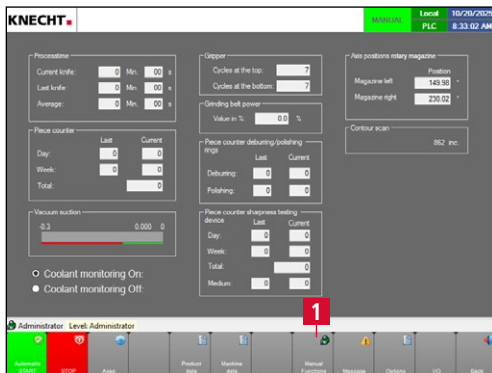 KNECHT
MANUAL
Local
PLC
10/20/2025
8:33:02 AM
Processtime
Current knife: 0 Min. 00 s
Last knife: 0 Min. 00 s
Average: 0 Min. 00 s
Piece counter
Last Current
Day: 0 0
Week: 0 0
Total: 0
Vacuum suction
-0.3 0.000 0
Coolant monitoring On:
Coolant monitoring Off:
Gripper
Cycles at the top: 7
Cycles at the bottom: 7
Grinding belt power
Value in %: 0.0 %
Piece counter deburring/polishing
rings
Last Current
Deburring: 0 0
Polishing: 0 0
Piece counter sharpness testing
device Last Current
Day: 0 0
Week: 0 0
Total: 0
Medium: 0 0
Axis positions rotary magazine
Position
Magazine left 149.98 °
Magazine right 230.02 °
Contour scan
862 inc.
1
Administrator Level: Administrator
Automatic
START
STOP
Axes
Product
data
Machine
data
Manual
Functions
Message
Options
I/O
Back